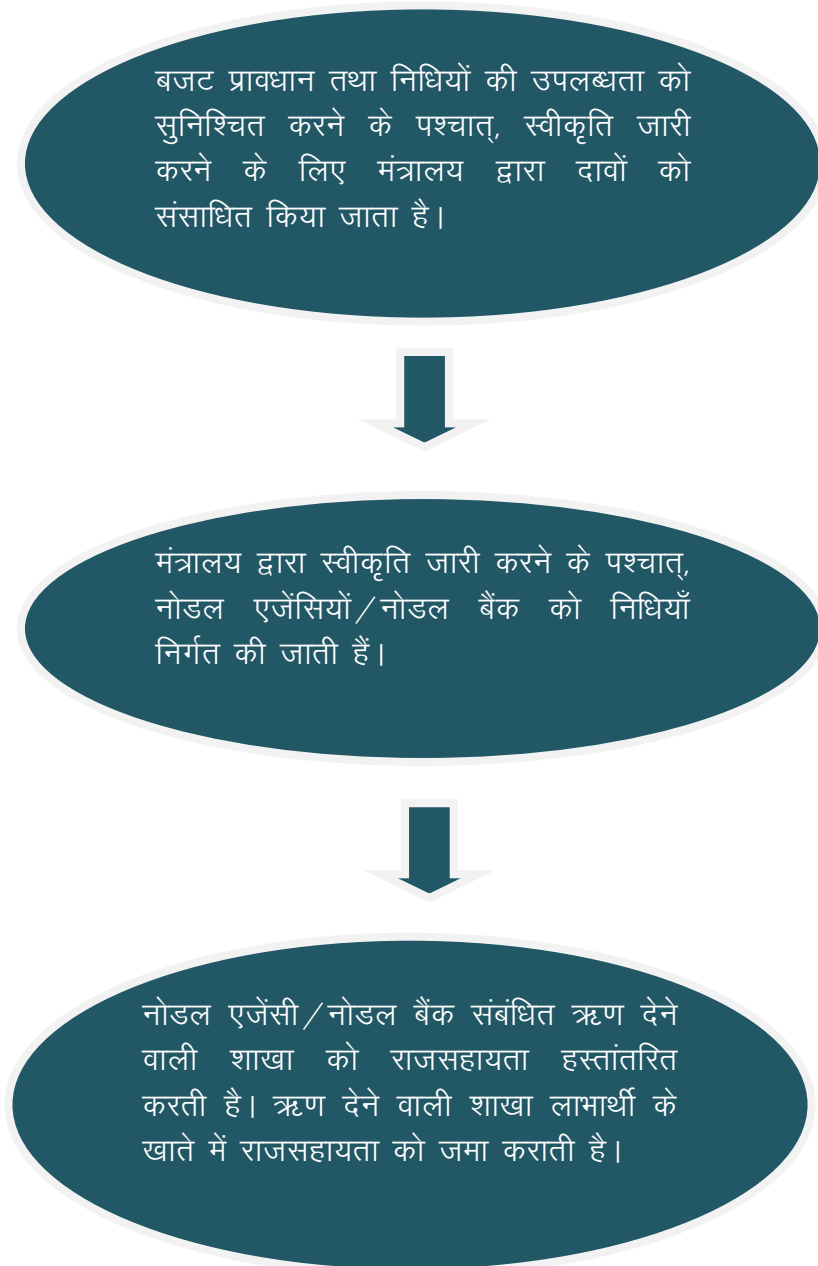 बजट प्रावधान तथा निधियों की उपलब्धता को
सुनिश्चित करने के पश्चात्, स्वीकृति जारी
करने के लिए मंत्रालय द्वारा दावों को
संसाधित किया जाता है।
मंत्रालय द्वारा स्वीकृति जारी करने के पश्चात्,
नोडल एजेंसियों/नोडल बैंक को निधियाँ
निर्गत की जाती हैं।
नोडल एजेंसी/नोडल बैंक संबंधित ऋण देने
वाली शाखा को राजसहायता हस्तांतरित
करती है। ऋण देने वाली शाखा लाभार्थी के
खाते में राजसहायता को जमा कराती है।